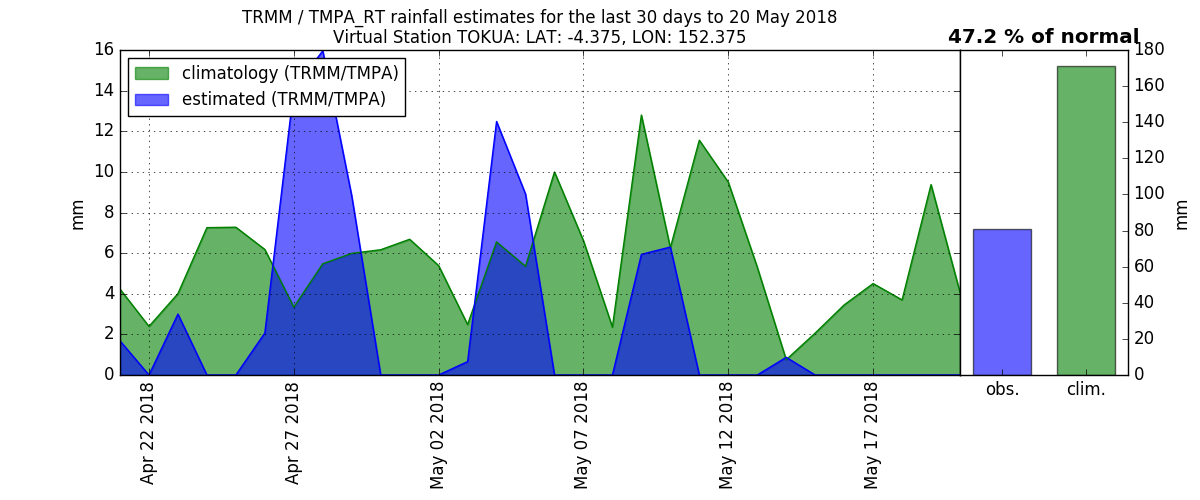 TRMM / TMPA_RT rainfall estimates for the last 30 days to 20 May 2018
Virtual Station TOKUA: LAT: -4.375, LON: 152.375
47.2 % of normal
climatology (TRMM/TMPA)
estimated (TRMM/TMPA)
mm
16
14
12
10
8
6
4
2
0
Apr 22 2018
Apr 27 2018
May 02 2018
May 07 2018
May 12 2018
May 17 2018
180
160
140
120
100
80
60
40
20
0
mm
obs.
clim.